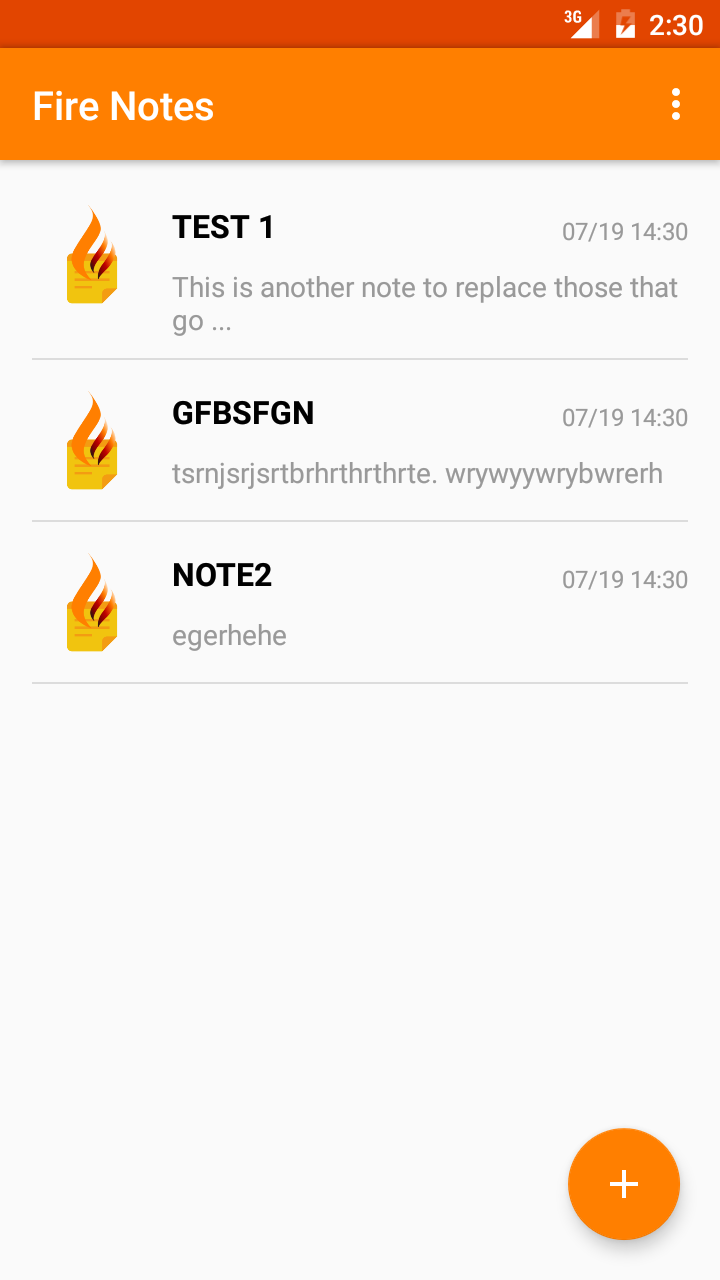 3G 2:30
Fire Notes
TEST 1 07/19 14:30
This is another note to replace those that
go ...
GFBSFGN 07/19 14:30
tsrnjsrjsrtbrhrthrthrte. wrywyywrybwrerh
NOTE2 07/19 14:30
egerhehe